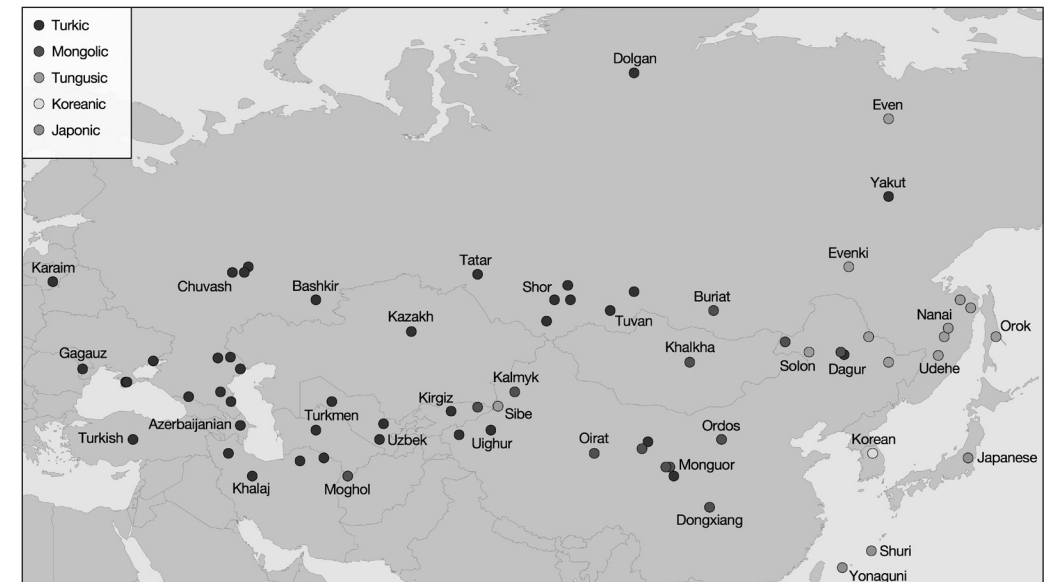 Turkic
Mongolic
Tungusic
Koreanic
Japonic
Dolgan
Even
Yakut
Evenki
Karaim
Tatar
Chuvash
Bashkir
Shor
Buriat
Tuvan
Kazakh
Nanai
Orok
Gagauz
Khalkha
Solon
Dagur
Udehe
Kalmyk
Kirgiz
Sibe
Turkmen
Azerbaijanian
Turkish
Uzbek
Uighur
Oirat
Ordos
Korean
Japanese
Monguor
Khalaj
Moghol
Dongxiang
Shuri
Yonaguni